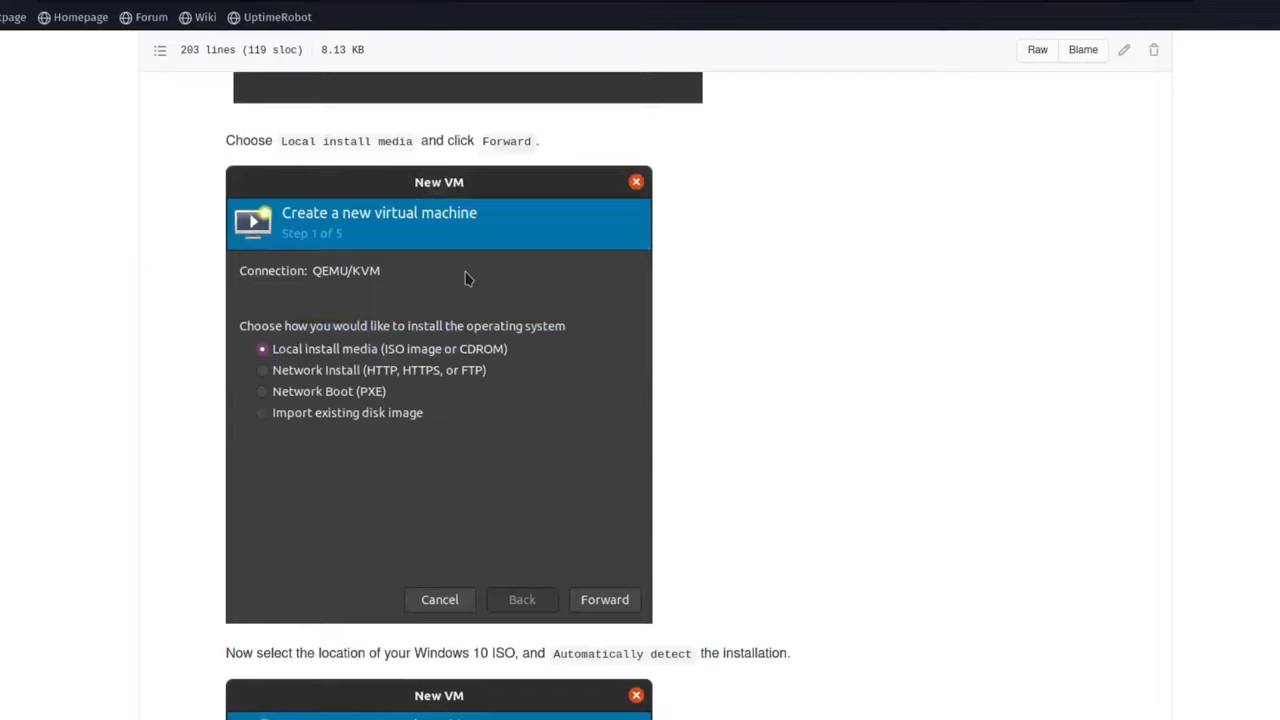 Homepage Forum Wiki UptimeRobot
203 lines (119 sloc) 8.13 KB Raw Blame
Choose Local install media and click Forward.
New VM
Create a new virtual machine
Step 1 of 5
Connection: QEMU/KVM
Choose how you would like to install the operating system
Local install media (ISO image or CDROM)
Network Install (HTTP, HTTPS, or FTP)
Network Boot (PXE)
Import existing disk image
Cancel Back Forward
Now select the location of your Windows 10 ISO, and Automatically detect the installation.
New VM